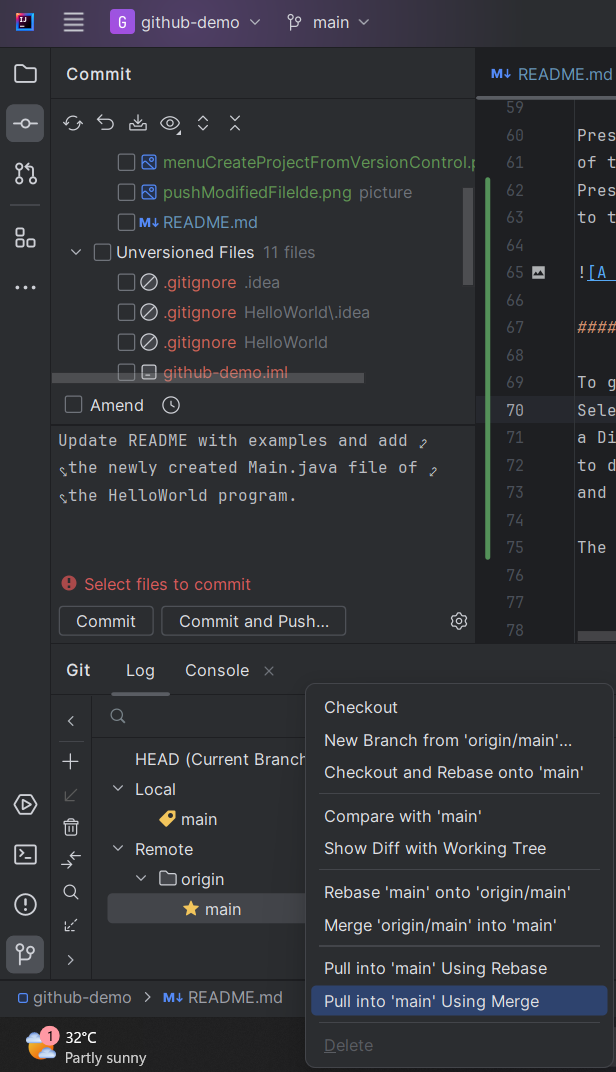 IJ
G github-demo main
Commit
README.md
menuCreateProjectFromVersionControl.p
pushModifiedFileIde.png picture
README.md
Unversioned Files 11 files
.gitignore .idea
.gitignore HelloWorld\.idea
.gitignore HelloWorld
github-demo.iml
Amend
Update README with examples and add
the newly created Main.java file of
the HelloWorld program.
Select files to commit
Commit Commit and Push...
59
60 Pres
61 of t
62 Pres
63 to t
64
65 ![A
66
67 ####
68
69 To g
70 Sele
71 a Di
72 to d
73 and
74
75 The
76
77
78
Git Log Console
HEAD (Current Branch
Local
main
Remote
origin
main
Checkout
New Branch from 'origin/main'...
Checkout and Rebase onto 'main'
Compare with 'main'
Show Diff with Working Tree
Rebase 'main' onto 'origin/main'
Merge 'origin/main' into 'main'
Pull into 'main' Using Rebase
Pull into 'main' Using Merge
Delete
github-demo > README.md
1
32°C
Partly sunny